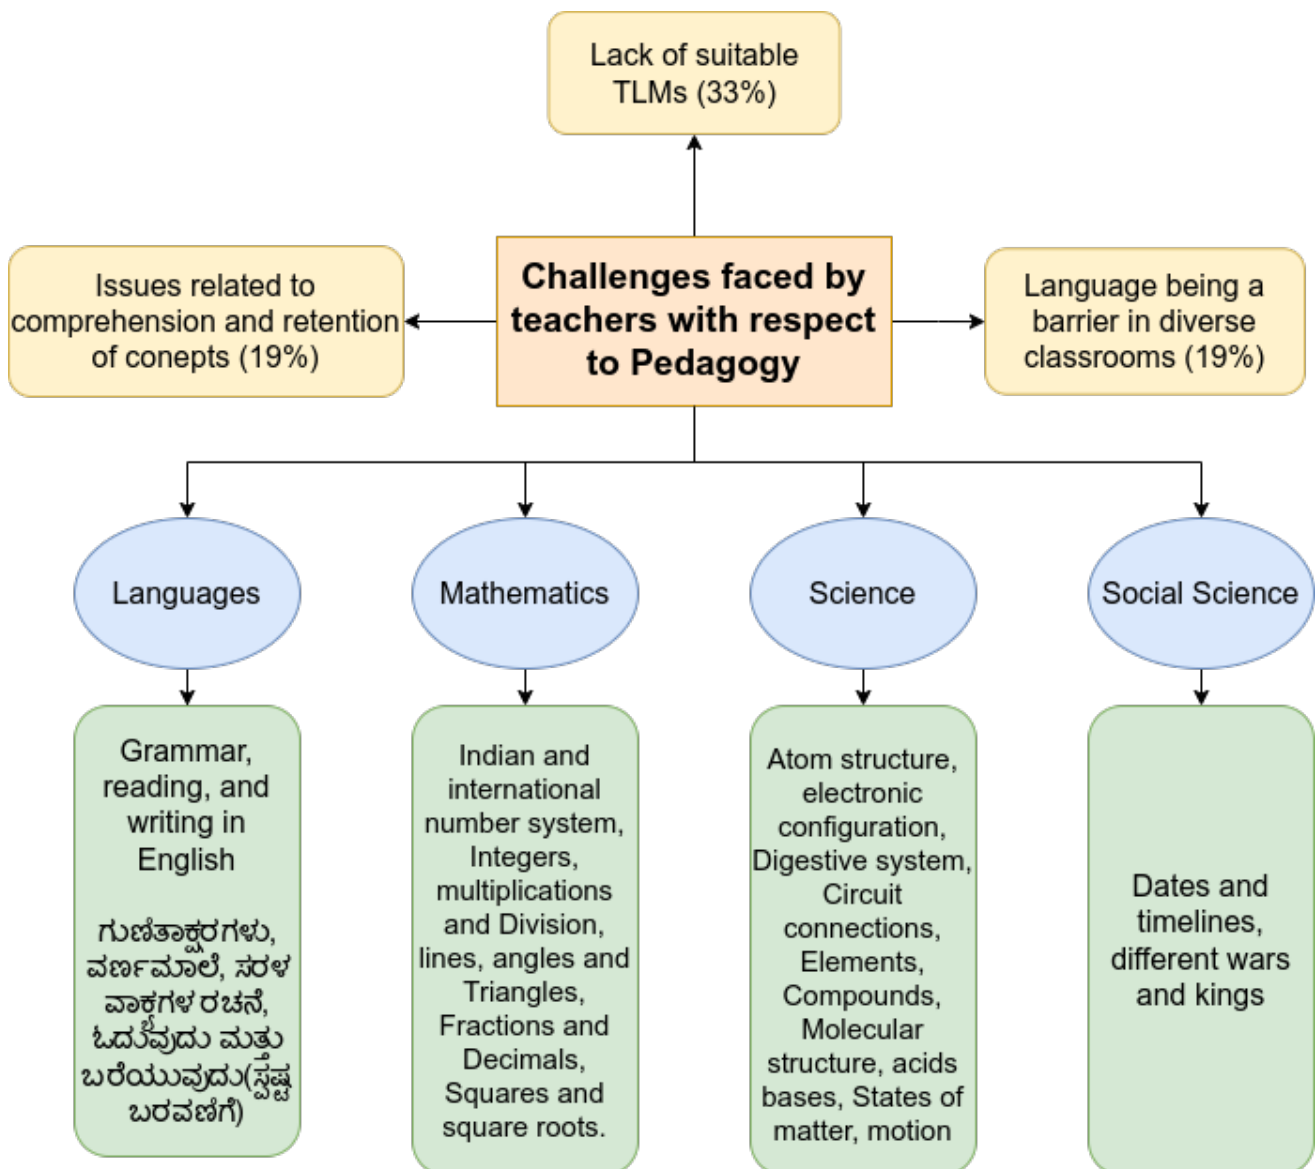 Lack of suitable
TLMs (33%)
Issues related to
comprehension and retention
of conepts (19%)
Challenges faced by
teachers with respect
to Pedagogy
Language being a
barrier in diverse
classrooms (19%)
Languages
Mathematics
Science
Social Science
Grammar,
reading, and
writing in
English
ಗುಣಿತಾಕ್ಷರಗಳು,
ವರ್ಣಮಾಲೆ, ಸರಳ
ವಾಕ್ಯಗಳ ರಚನೆ,
ಓದುವುದು ಮತ್ತು
ಬರೆಯುವುದು(ಸ್ಪಷ್ಟ
ಬರವಣಿಗೆ)
Indian and
international
number system,
Integers,
multiplications
and Division,
lines, angles and
Triangles,
Fractions and
Decimals,
Squares and
square roots.
Atom structure,
electronic
configuration,
Digestive system,
Circuit
connections,
Elements,
Compounds,
Molecular
structure, acids
bases, States of
matter, motion
Dates and
timelines,
different wars
and kings